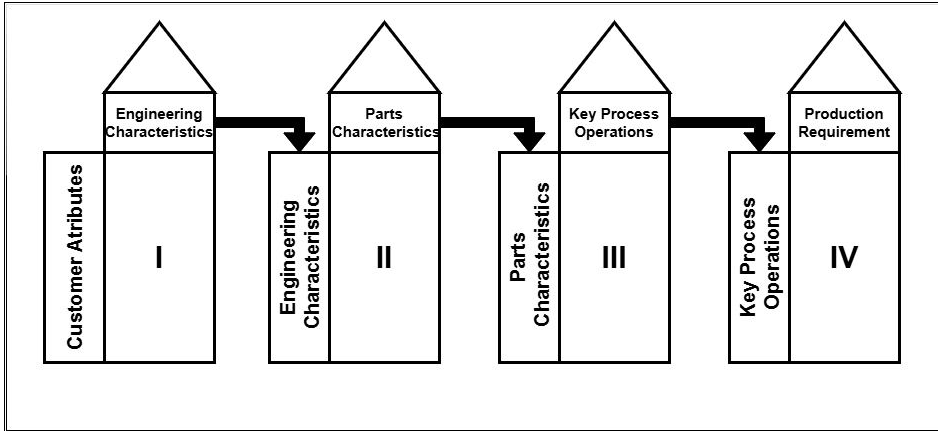 Engineering
Characteristics
Parts
Characteristics
Key Process
Operations
Production
Requirement
Customer Atributes
I
Engineering
Characteristics
II
Parts
Characteristics
III
Key Process
Operations
IV